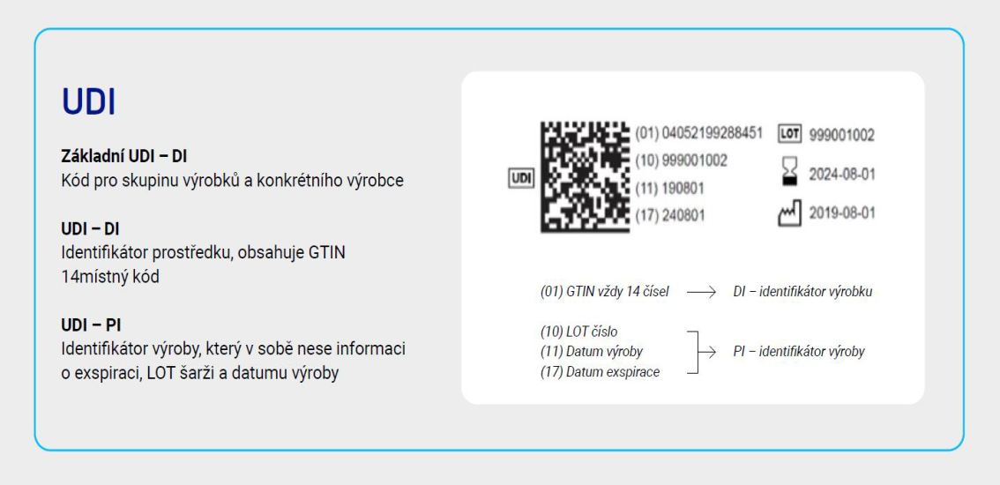 UDI
Základní UDI – DI
Kód pro skupinu výrobků a konkrétního výrobce
UDI – DI
Identifikátor prostředku, obsahuje GTIN
14místný kód
UDI – PI
Identifikátor výroby, který v sobě nese informaci
o exspiraci, LOT šarži a datumu výroby
UDI
(01) 04052199288451
(10) 999001002
(11) 190801
(17) 240801
LOT 999001002
2024-08-01
2019-08-01
(01) GTIN vždy 14 čísel
DI – identifikátor výrobku
(10) LOT číslo
(11) Datum výroby
(17) Datum exspirace
PI – identifikátor výroby